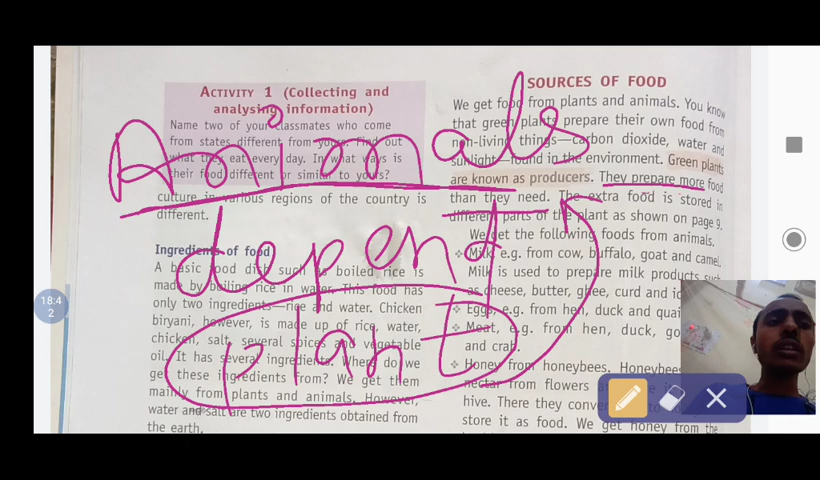 ACTIVITY 1 (Collecting and
analysing information)
Name two of your classmates who come
from states different from yours. Find out
what they eat every day. In what ways is
their food different or similar to yours?
culture in various regions of the country is
different.
Ingredients of food
A basic food dish such as boiled rice is
made by boiling rice in water. This food has
only two ingredients—rice and water. Chicken
biryani, however, is made up of rice, water,
chicken, salt, several spices and vegetable
oil. It has several ingredients. Where do we
get these ingredients from? We get them
mainly from plants and animals. However,
water and salt are two ingredients obtained from
the earth.
SOURCES OF FOOD
We get food from plants and animals. You know
that green plants prepare their own food from
non-living things—carbon dioxide, water and
sunlight—found in the environment. Green plants
are known as producers. They prepare more food
than they need. The extra food is stored in
different parts of the plant as shown on page 9.
We get the following foods from animals.
Milk, e.g. from cow, buffalo, goat and camel.
Milk is used to prepare milk products such
as cheese, butter, ghee, curd and
Eggs, e.g. from hen, duck and
Meat, e.g. from hen, duck,
and crab.
Honey from honeybees.
nectar from flowers
hive. There they
store it as food. We get honey from the
Animals
depend
plant
18:4
2